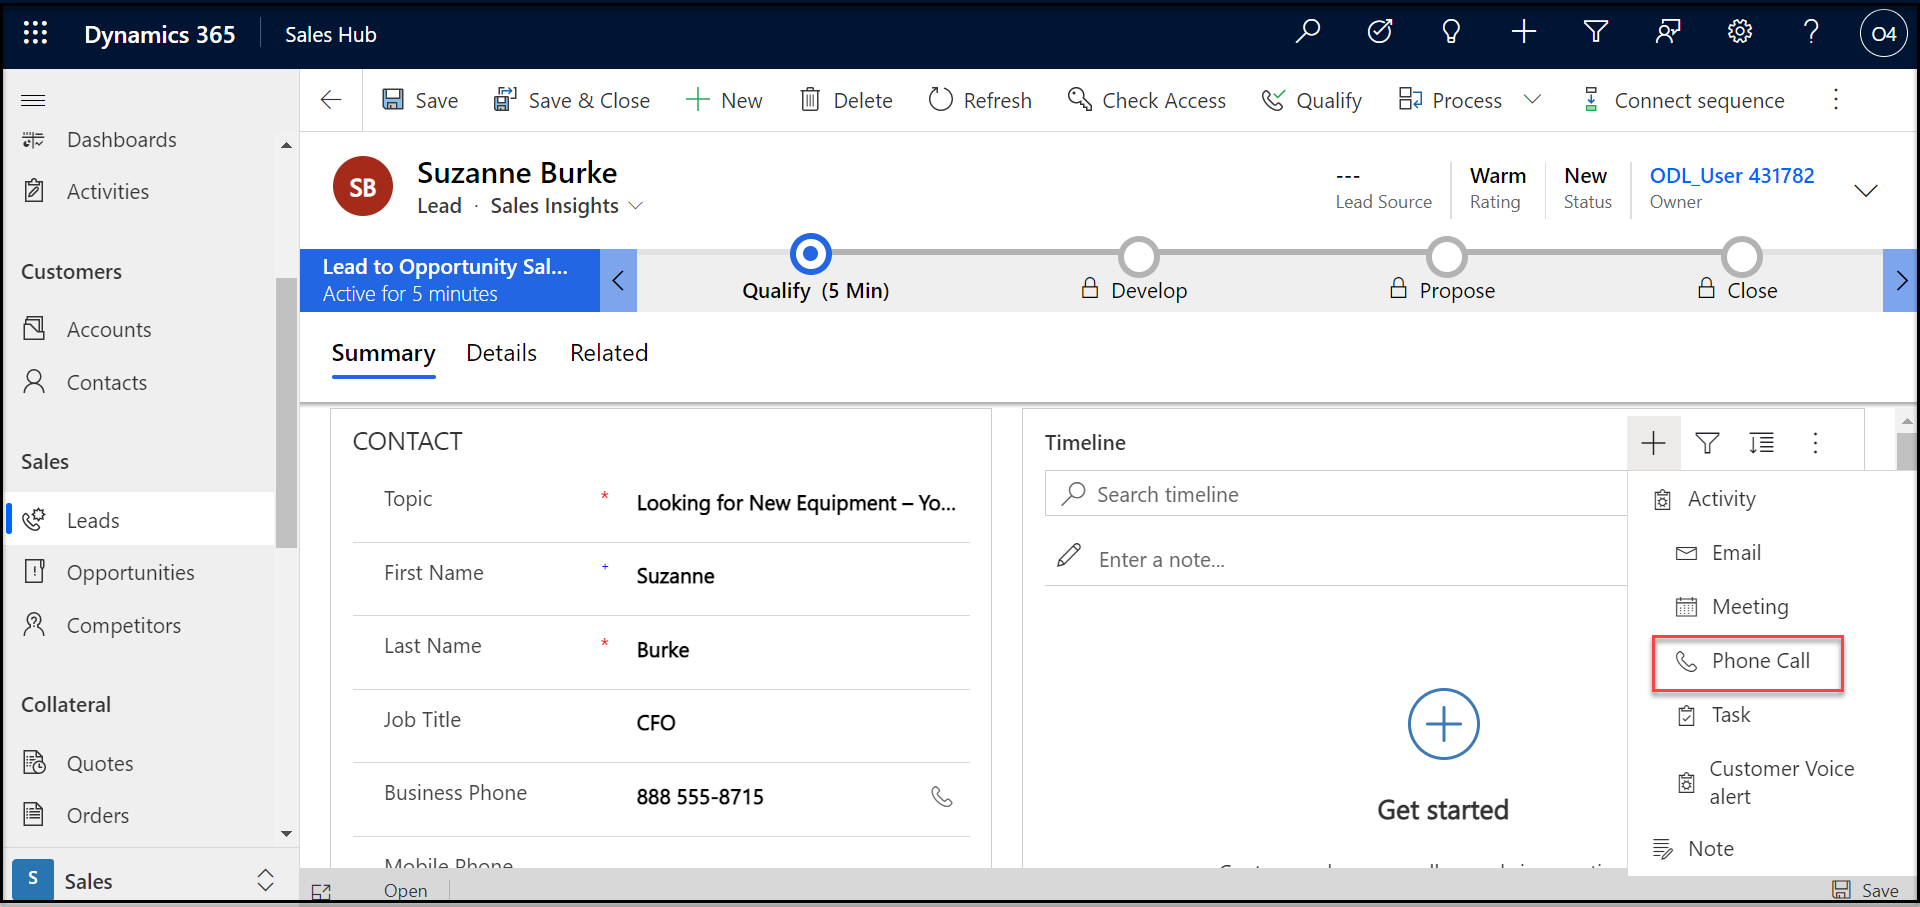 Dynamics 365
Sales Hub
O4
Save
Save & Close
New
Delete
Refresh
Check Access
Qualify
Process
Connect sequence
Dashboards
Activities
Customers
Accounts
Contacts
Sales
Leads
Opportunities
Competitors
Collateral
Quotes
Orders
S
Sales
SB
Suzanne Burke
Lead · Sales Insights
---
Lead Source
Warm
Rating
New
Status
ODL_User 431782
Owner
Lead to Opportunity Sal...
Active for 5 minutes
Qualify (5 Min)
Develop
Propose
Close
Summary
Details
Related
CONTACT
Topic * Looking for New Equipment – Yo...
First Name + Suzanne
Last Name * Burke
Job Title CFO
Business Phone 888 555-8715
Mobile Phone
Timeline
Search timeline
Enter a note...
Get started
Activity
Email
Meeting
Phone Call
Task
Customer Voice
alert
Note
Open
Save